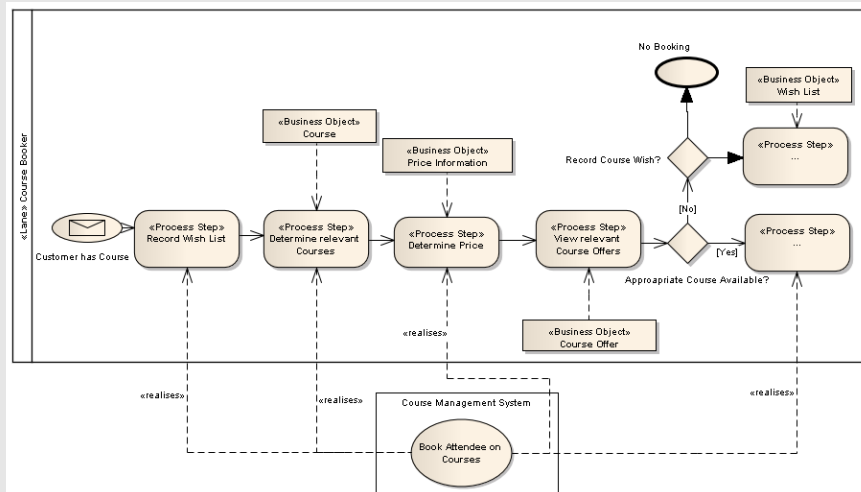 «Lane» Course Booker
No Booking
«Business Object»
Wish List
«Business Object»
Course
«Business Object»
Price Information
Record Course Wish?
«Process Step»
...
[No]
Customer has Course
«Process Step»
Record Wish List
«Process Step»
Determine relevant
Courses
«Process Step»
Determine Price
«Process Step»
View relevant
Course Offers
[Yes]
«Process Step»
...
Approapriate Course Available?
«realises»
«Business Object»
Course Offer
«realises»
«realises»
«realises»
Course Management System
Book Attendee on
Courses